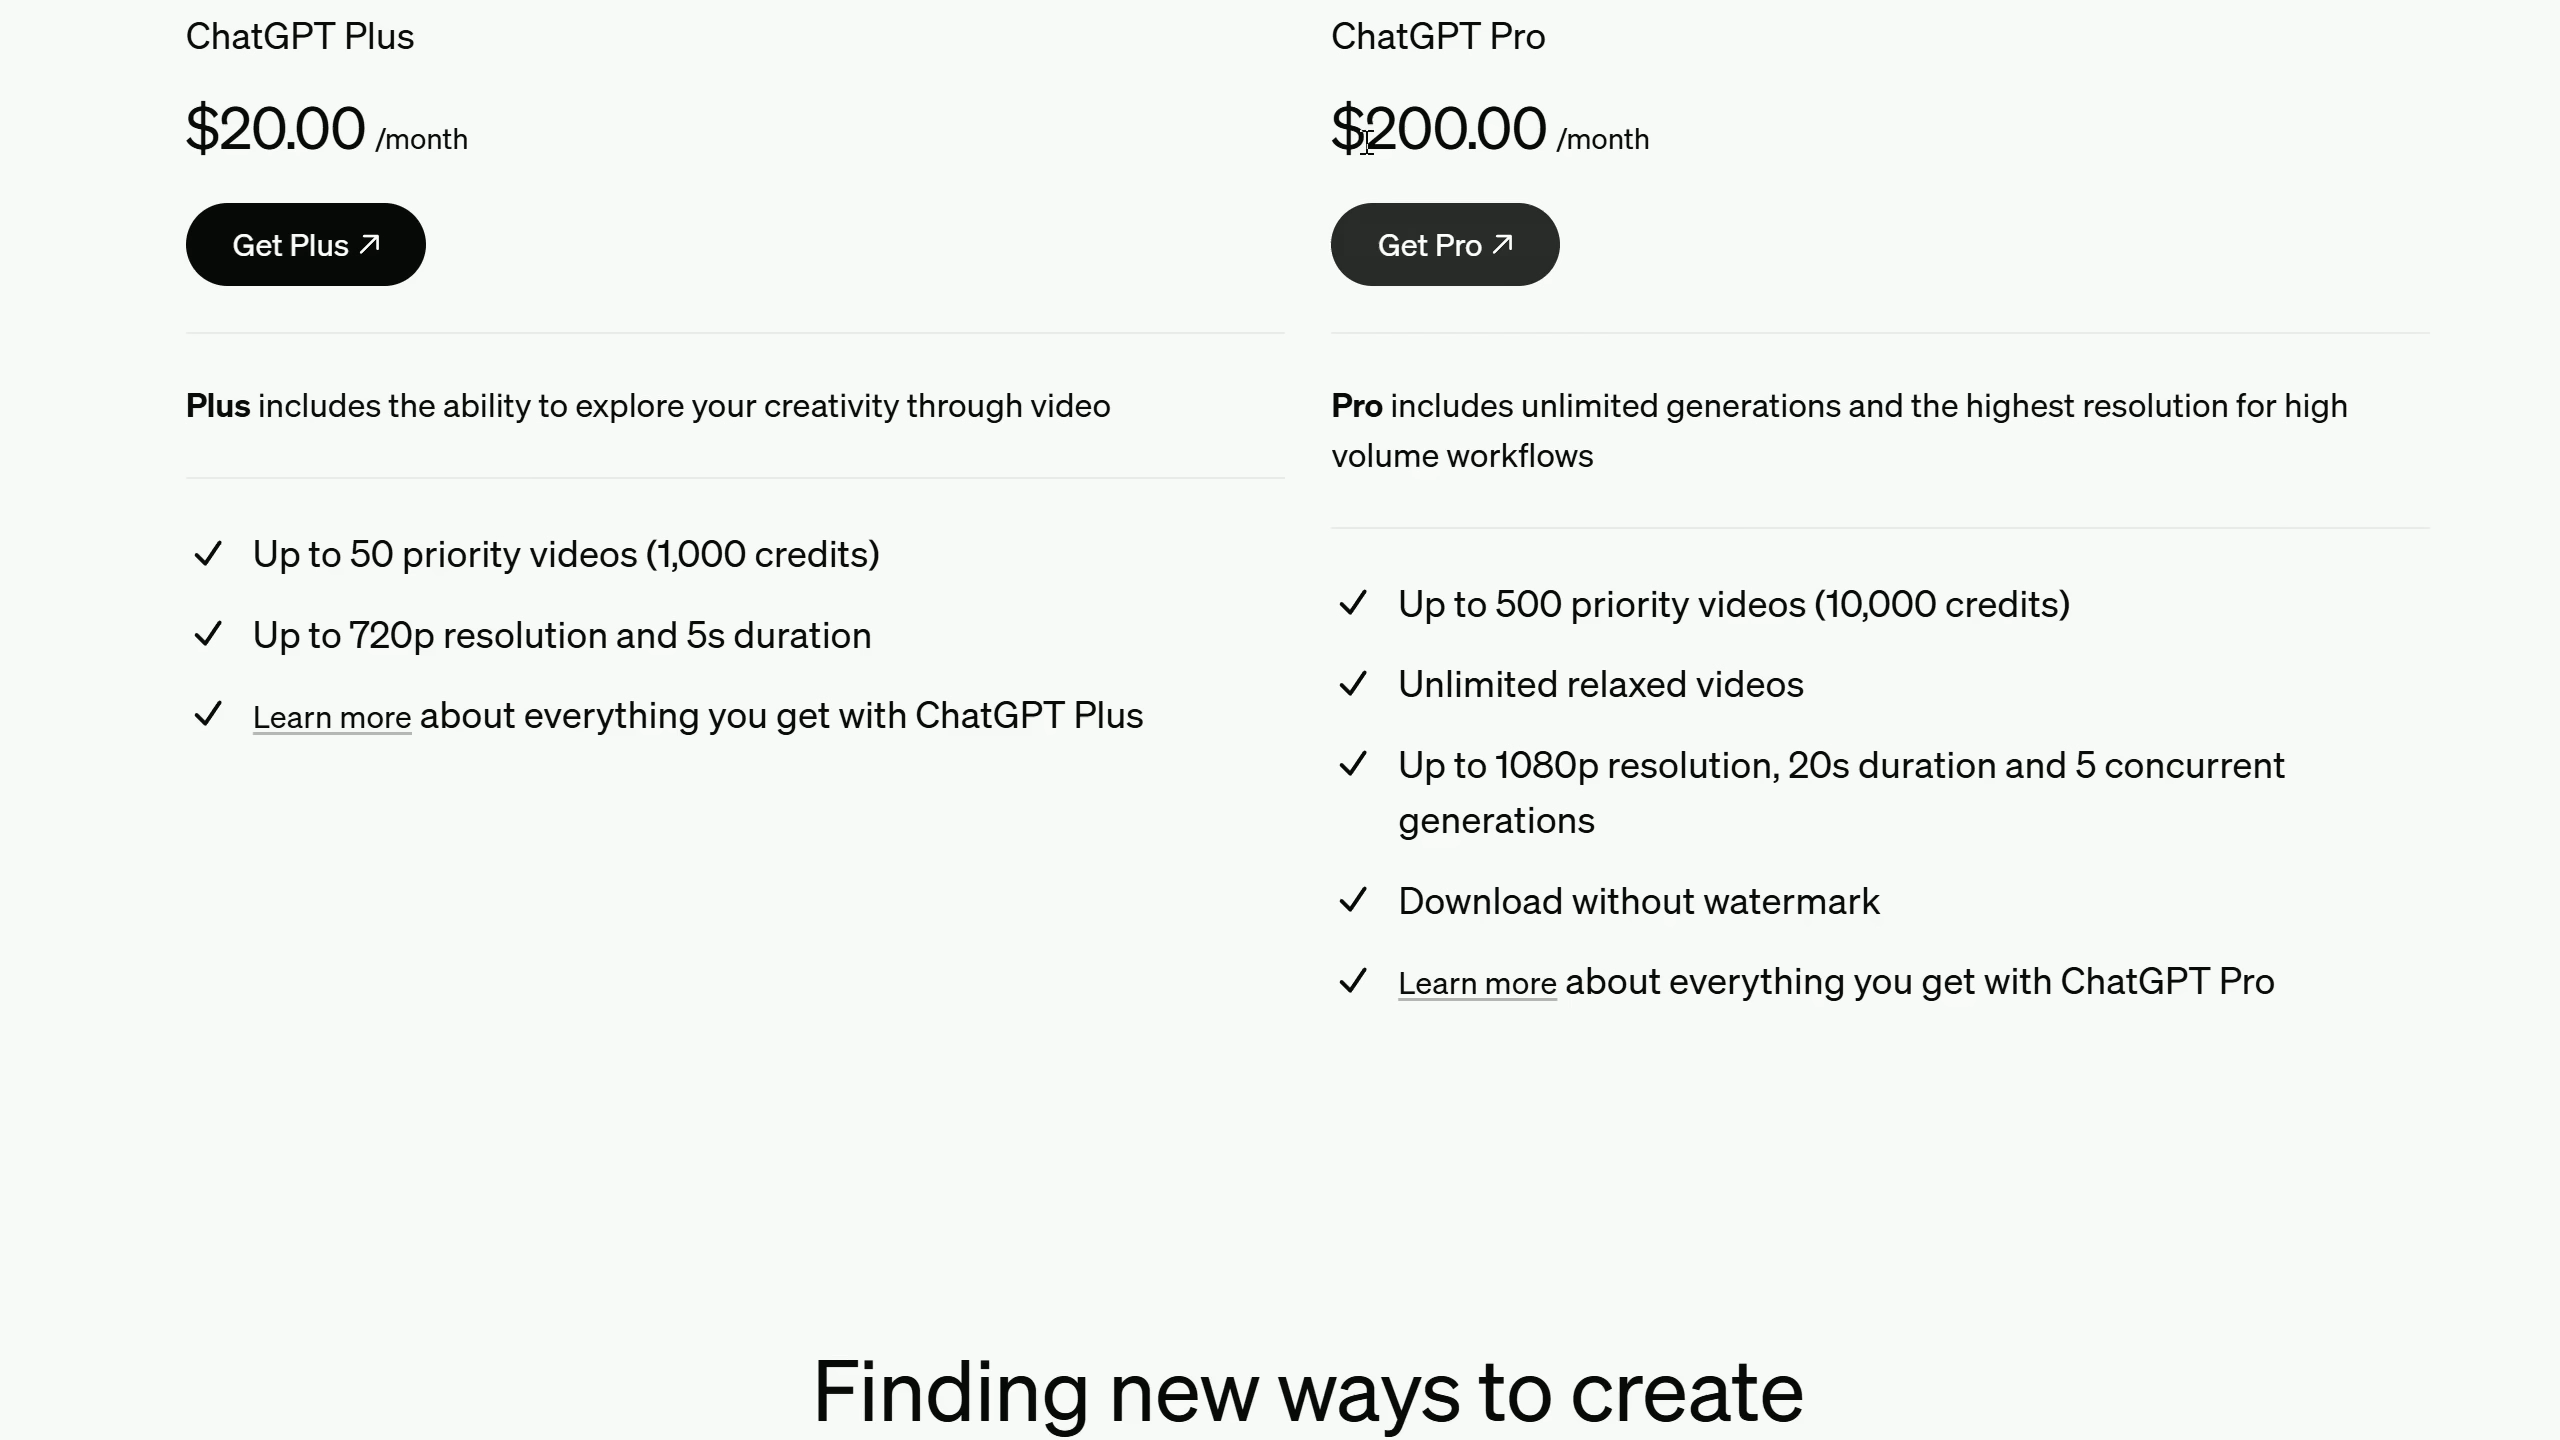 ChatGPT Plus
$20.00 /month
Get Plus ↗
Plus includes the ability to explore your creativity through video
✓ Up to 50 priority videos (1,000 credits)
✓ Up to 720p resolution and 5s duration
✓ Learn more about everything you get with ChatGPT Plus
ChatGPT Pro
$200.00 /month
Get Pro ↗
Pro includes unlimited generations and the highest resolution for high
volume workflows
✓ Up to 500 priority videos (10,000 credits)
✓ Unlimited relaxed videos
✓ Up to 1080p resolution, 20s duration and 5 concurrent
generations
✓ Download without watermark
✓ Learn more about everything you get with ChatGPT Pro
Finding new ways to create